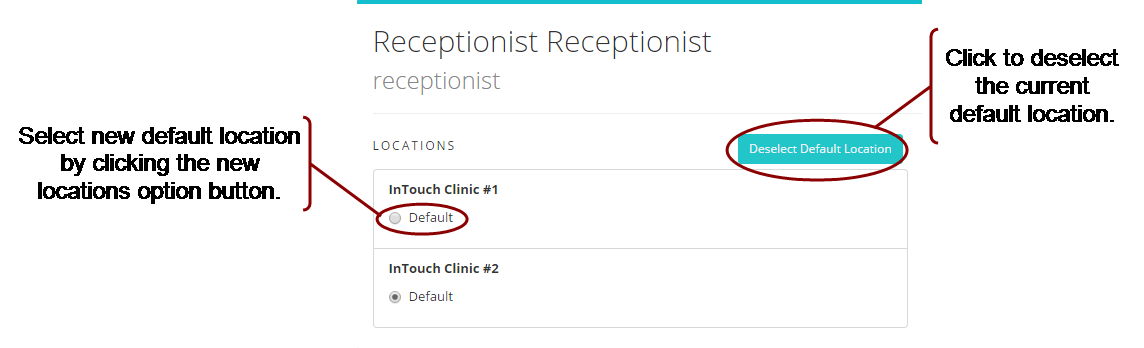 Receptionist Receptionist
receptionist
Click to deselect
the current
default location.
Select new default location
by clicking the new
locations option button.
LOCATIONS
Deselect Default Location
InTouch Clinic #1
Default
InTouch Clinic #2
Default